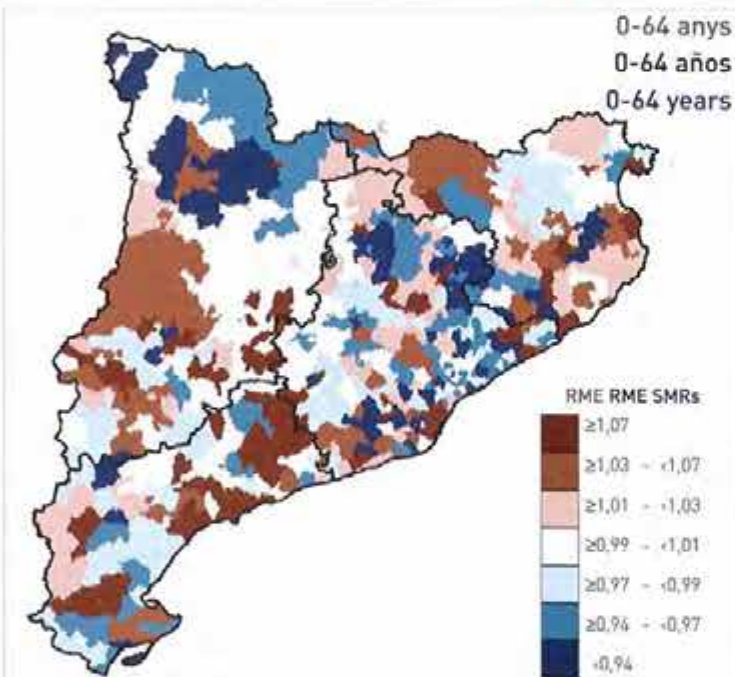 0-64 anys
0-64 años
0-64 years
RME RME SMRs
≥1,07
≥1,03 - <1,07
≥1,01 - <1,03
≥0,99 - <1,01
≥0,97 - <0,99
≥0,94 - <0,97
<0,94